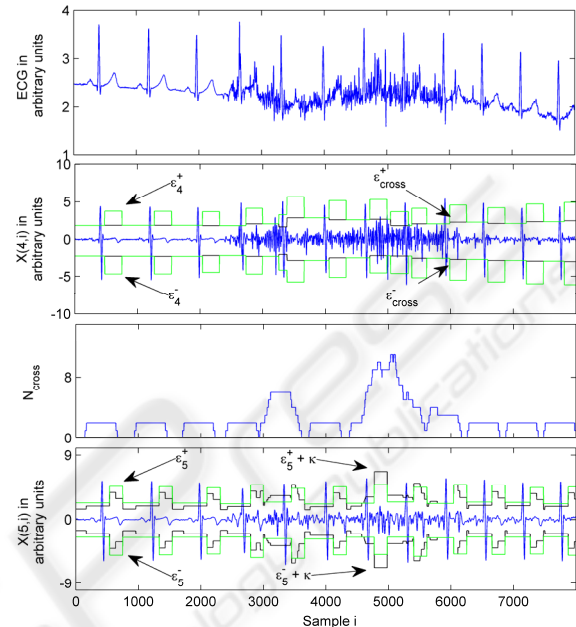 4
3
2
1
ECG in
arbitrary units
10
5
0
-5
-10
X(4,i) in
arbitrary units
ε4+
ε4-
ε+cross
ε-cross
8
0
Ncross
9
0
-9
X(5,i) in
arbitrary units
ε5+
ε5+ + κ
ε5-
ε5- + κ
0 1000 2000 3000 4000 5000 6000 7000
Sample i